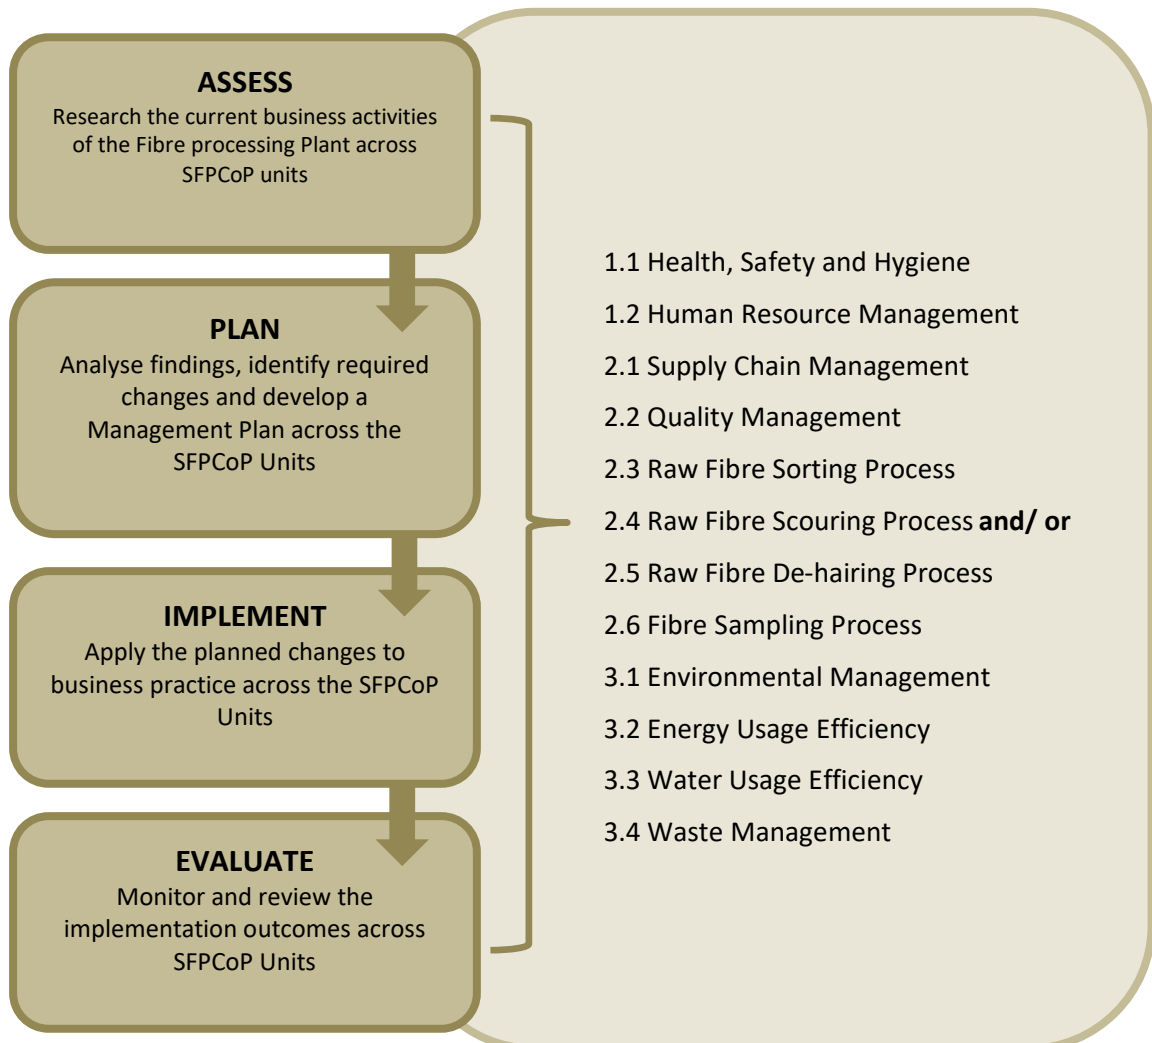 ASSESS
Research the current business activities
of the Fibre processing Plant across
SFPCoP units
PLAN
Analyse findings, identify required
changes and develop a
Management Plan across the
SFPCoP Units
IMPLEMENT
Apply the planned changes to
business practice across the SFPCoP
Units
EVALUATE
Monitor and review the
implementation outcomes across
SFPCoP Units
1.1 Health, Safety and Hygiene
1.2 Human Resource Management
2.1 Supply Chain Management
2.2 Quality Management
2.3 Raw Fibre Sorting Process
2.4 Raw Fibre Scouring Process and/ or
2.5 Raw Fibre De-hairing Process
2.6 Fibre Sampling Process
3.1 Environmental Management
3.2 Energy Usage Efficiency
3.3 Water Usage Efficiency
3.4 Waste Management